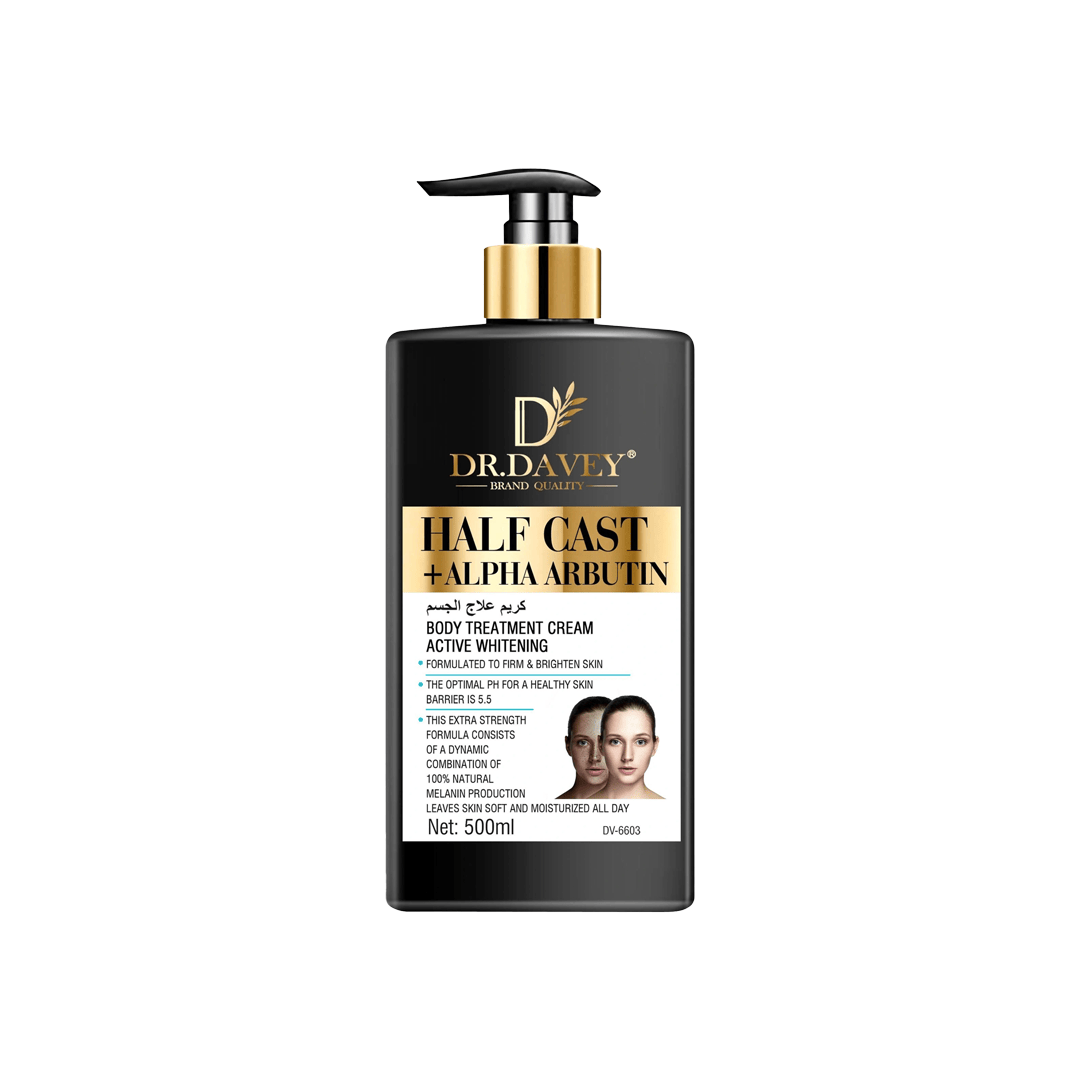 D
DR.DAVEY®
BRAND QUALITY
HALF CAST
+ALPHA ARBUTIN
كريم علاج الجسم
BODY TREATMENT CREAM
ACTIVE WHITENING
• FORMULATED TO FIRM & BRIGHTEN SKIN
• THE OPTIMAL PH FOR A HEALTHY SKIN
BARRIER IS 5.5
• THIS EXTRA STRENGTH
FORMULA CONSISTS
OF A DYNAMIC
COMBINATION OF
100% NATURAL
MELANIN PRODUCTION
LEAVES SKIN SOFT AND MOISTURIZED ALL DAY
Net: 500ml
DV-6603